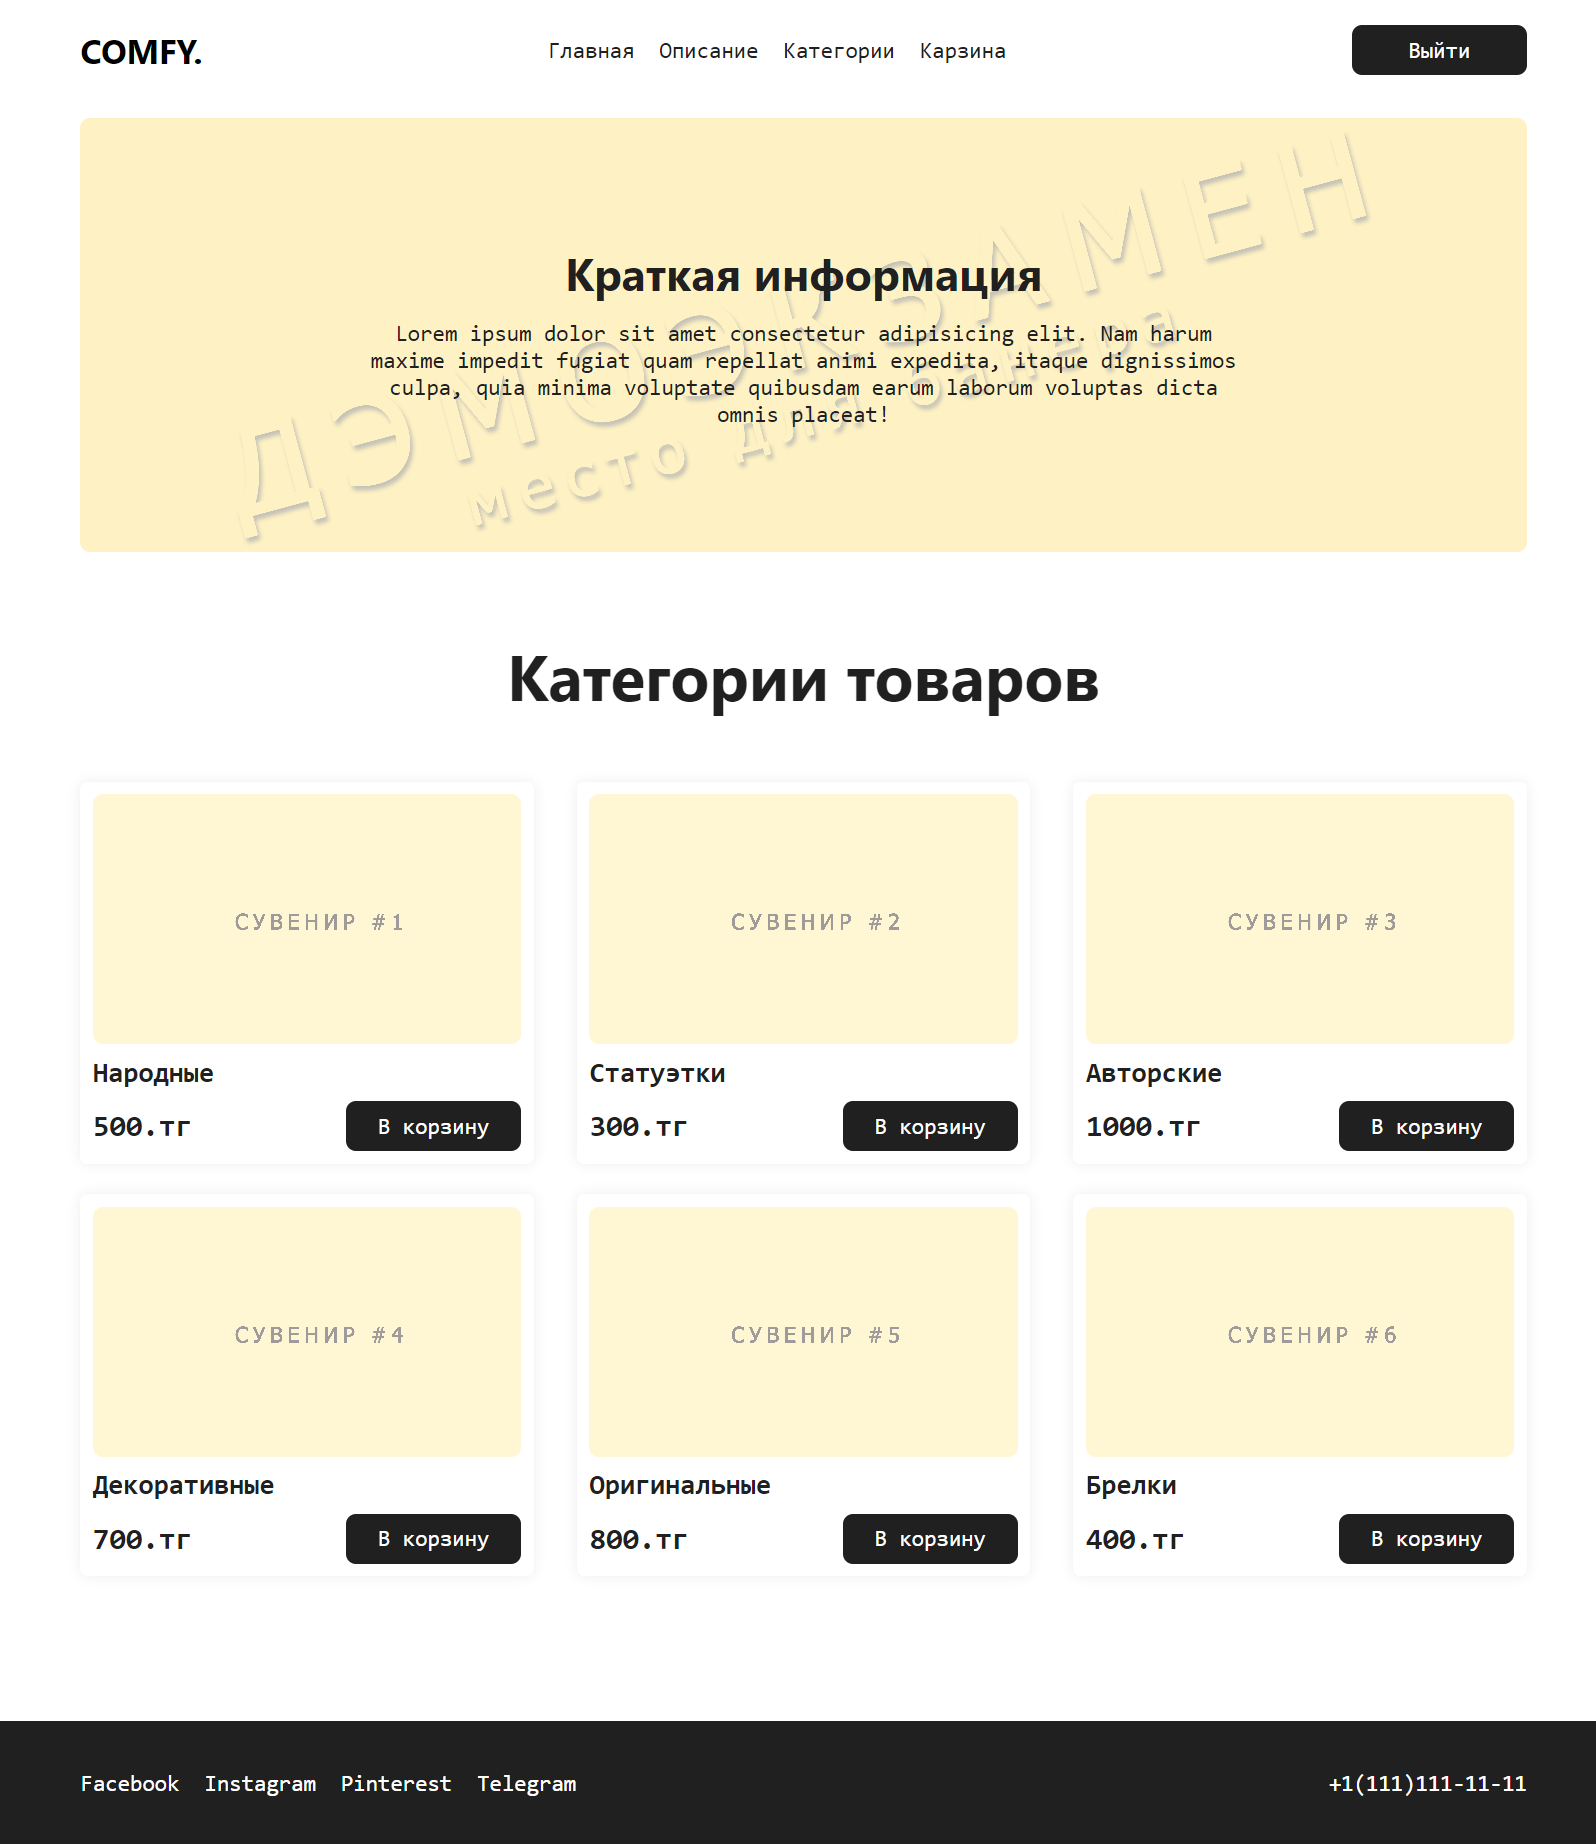 COMFY.
Главная Описание Категории Карзина
Выйти
ДЭМОЭКЗАМЕН
место для банера
Краткая информация
Lorem ipsum dolor sit amet consectetur adipisicing elit. Nam harum
maxime impedit fugiat quam repellat animi expedita, itaque dignissimos
culpa, quia minima voluptate quibusdam earum laborum voluptas dicta
omnis placeat!
Категории товаров
СУВЕНИР #1
Народные
500.тг
В корзину
СУВЕНИР #2
Статуэтки
300.тг
В корзину
СУВЕНИР #3
Авторские
1000.тг
В корзину
СУВЕНИР #4
Декоративные
700.тг
В корзину
СУВЕНИР #5
Оригинальные
800.тг
В корзину
СУВЕНИР #6
Брелки
400.тг
В корзину
Facebook Instagram Pinterest Telegram
+1(111)111-11-11